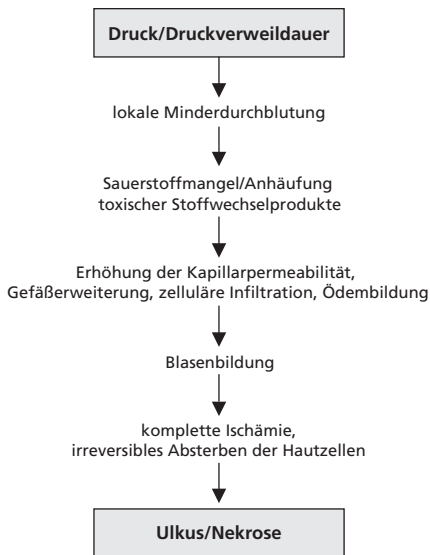 Druck/Druckverweildauer
lokale Minderdurchblutung
Sauerstoffmangel/Anhäufung
toxischer Stoffwechselprodukte
Erhöhung der Kapillarpermeabilität,
Gefäßerweiterung, zelluläre Infiltration, Ödembildung
Blasenbildung
komplette Ischämie,
irreversibles Absterben der Hautzellen
Ulkus/Nekrose